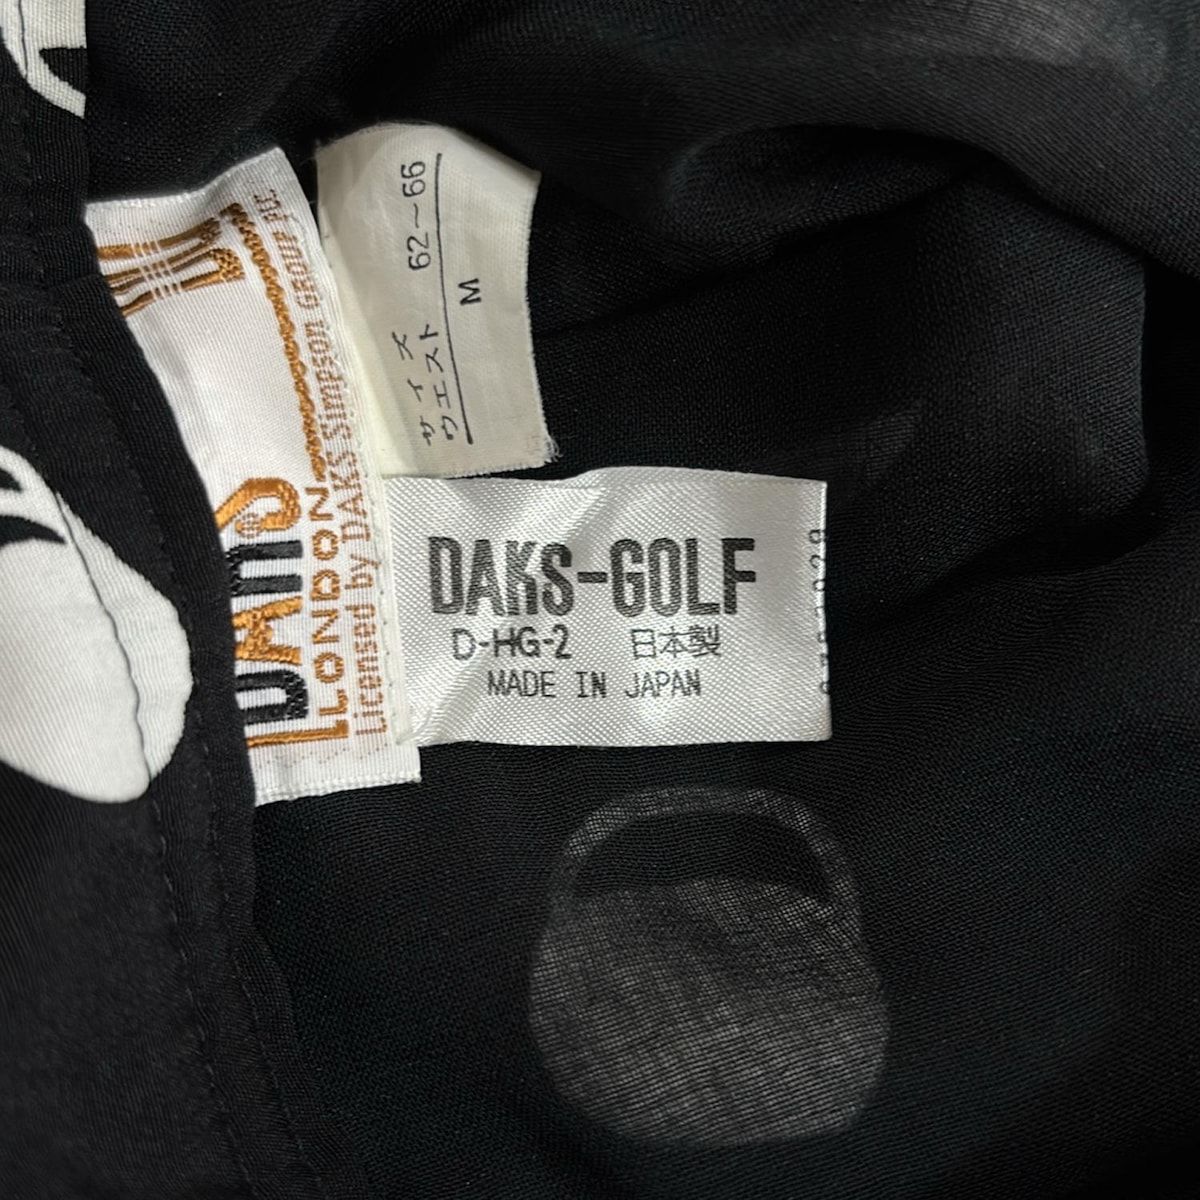 DAKS
LONDON
Licensed by DAKS Simpson GROUP plc
サイズ
ウエスト 62〜66
M
DAKS-GOLF
D-HG-2 日本製
MADE IN JAPAN